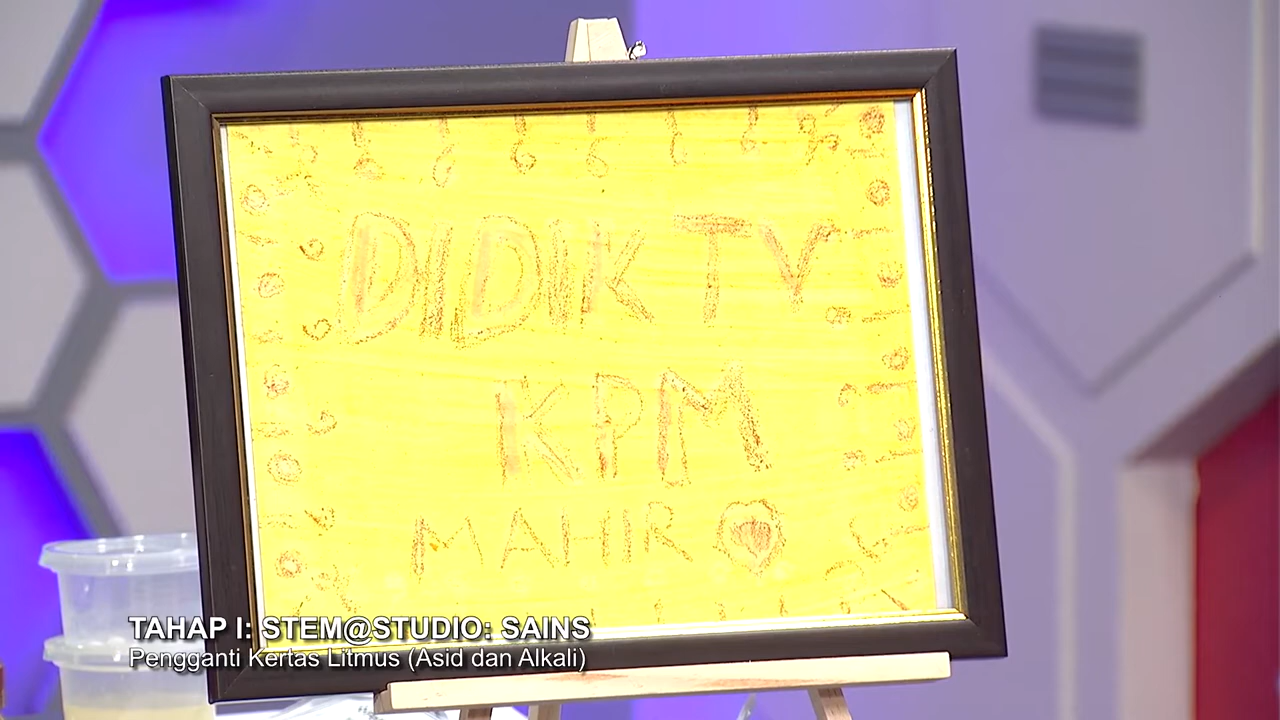 DIDIK TV
KPM
MAHIR
TAHAP I: STEM@STUDIO: SAINS
Pengganti Kertas Litmus (Asid dan Alkali)